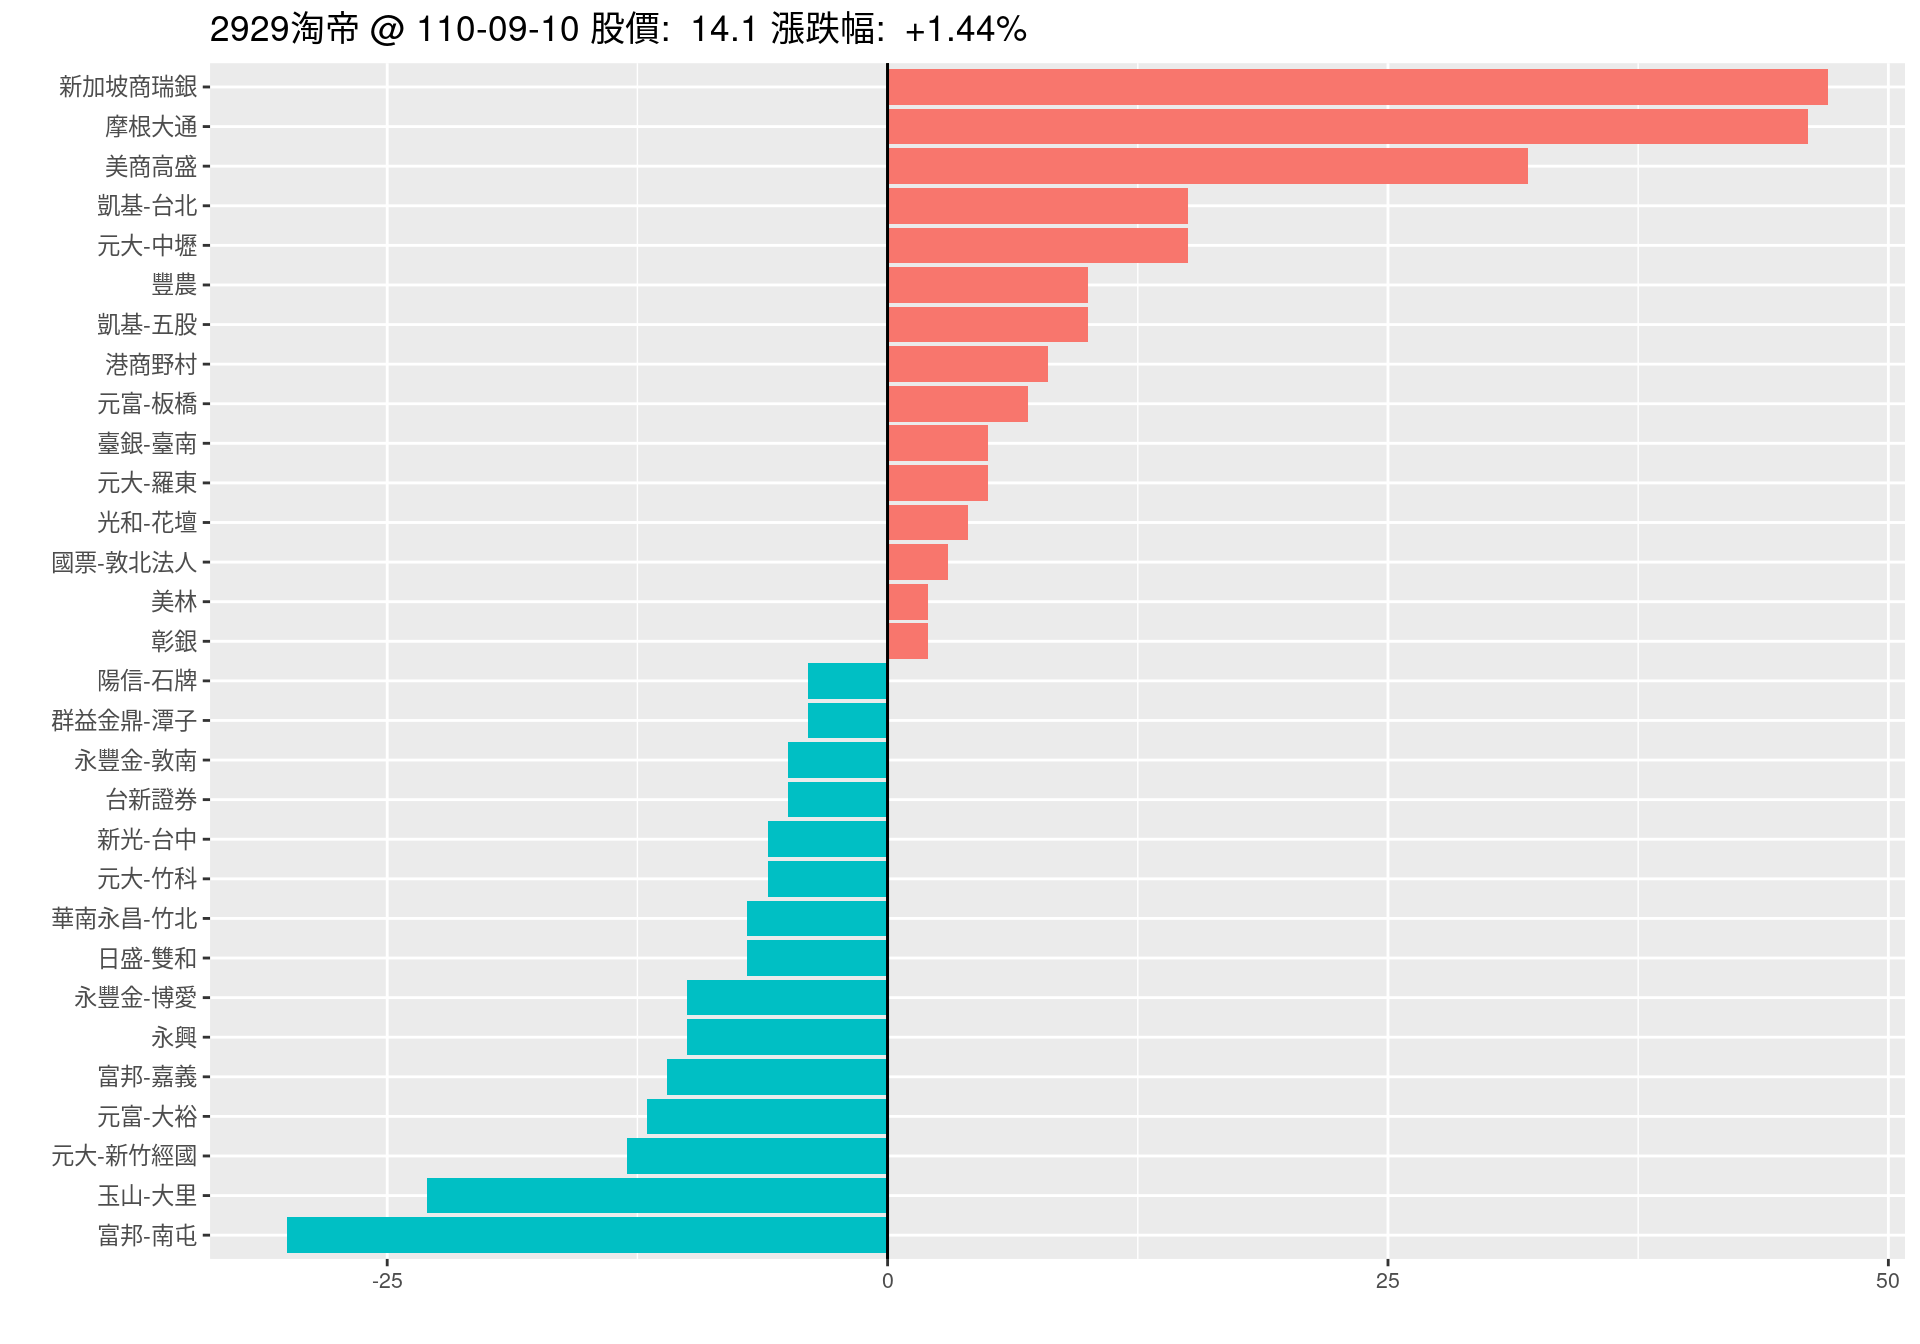 2929淘帝 @ 110-09-10 股價: 14.1 漲跌幅: +1.44%
新加坡商瑞銀
摩根大通
美商高盛
凱基-台北
元大-中壢
豐農
凱基-五股
港商野村
元富-板橋
臺銀-臺南
元大-羅東
光和-花壇
國票-敦北法人
美林
彰銀
陽信-石牌
群益金鼎-潭子
永豐金-敦南
台新證券
新光-台中
元大-竹科
華南永昌-竹北
日盛-雙和
永豐金-博愛
永興
富邦-嘉義
元富-大裕
元大-新竹經國
玉山-大里
富邦-南屯
-25 0 25 50